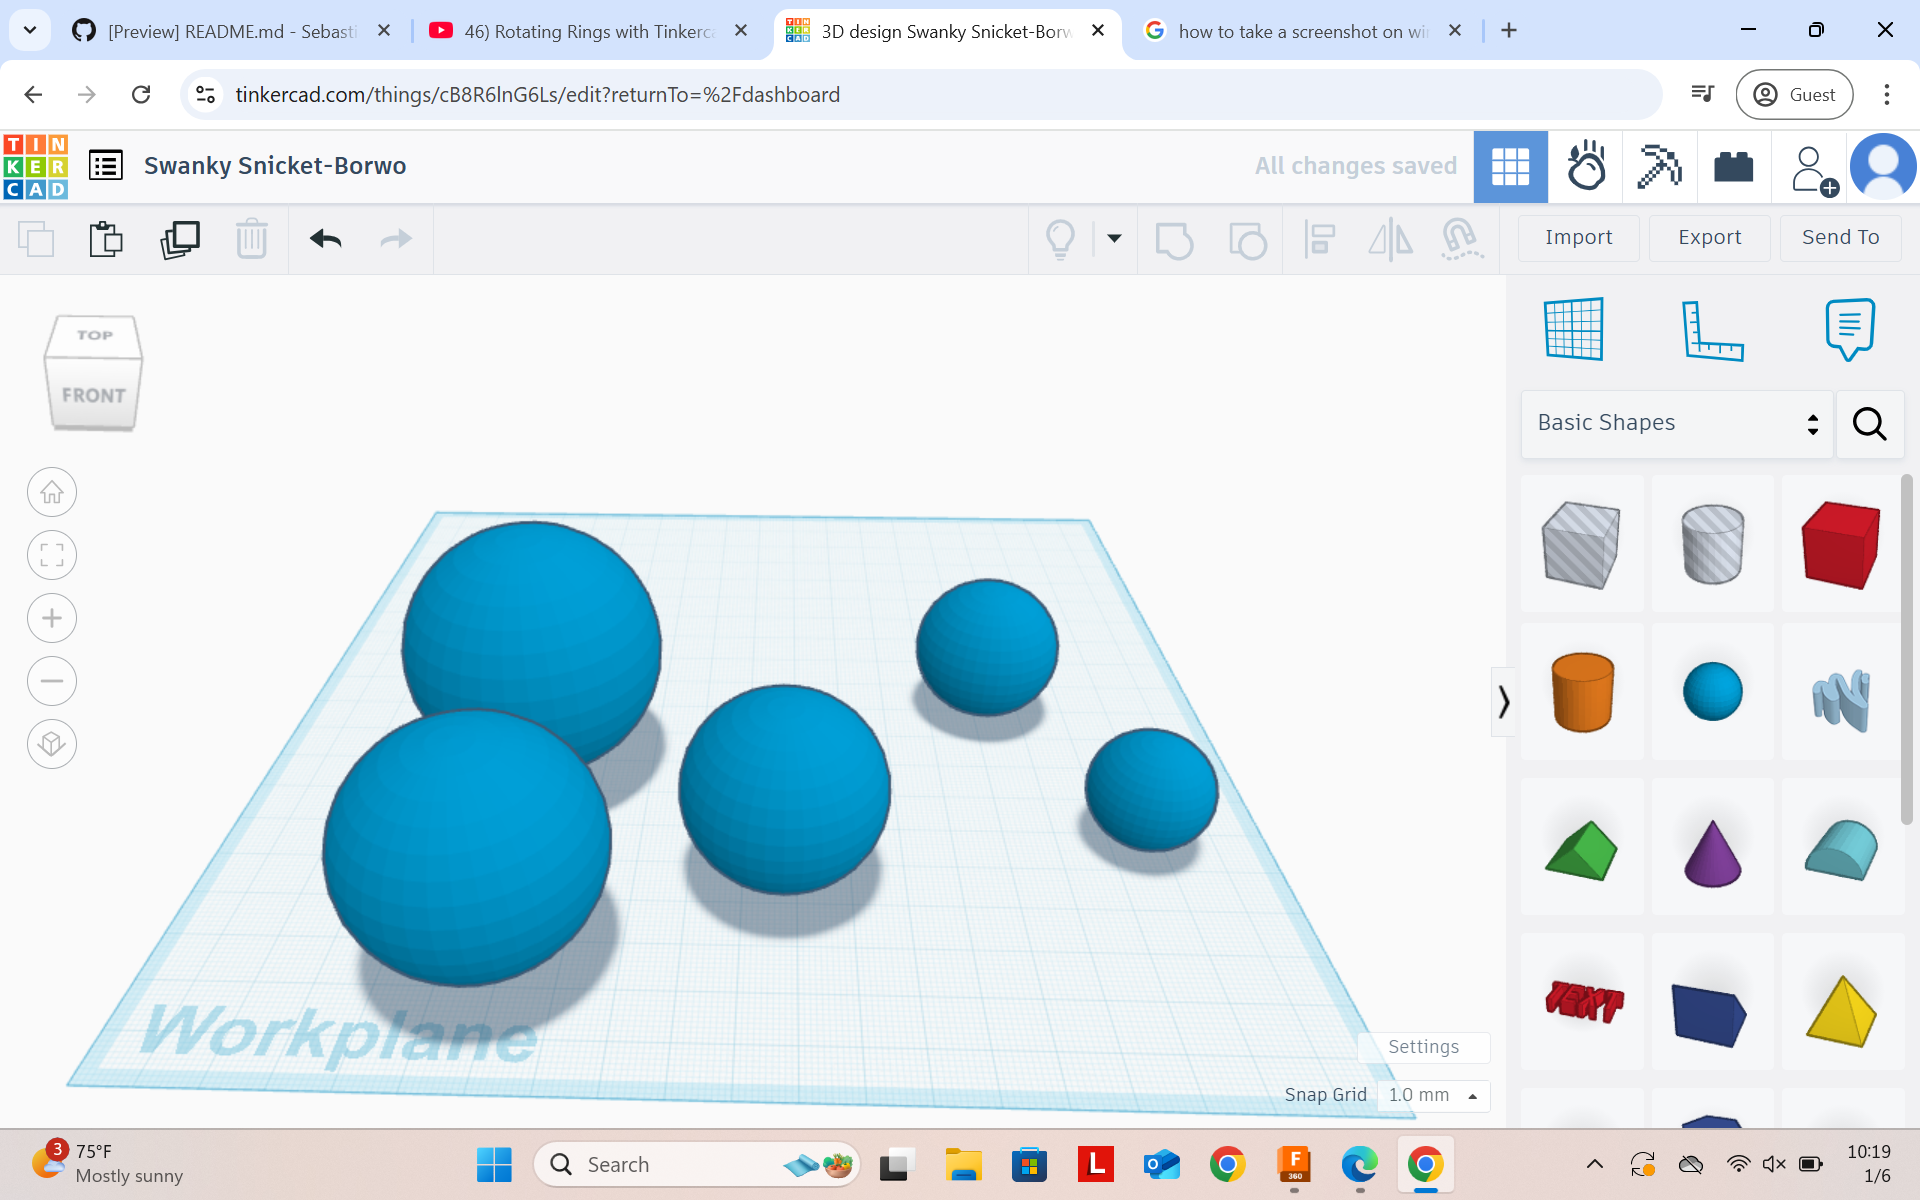 [Preview] README.md - Sebasti
46) Rotating Rings with Tinkerca
3D design Swanky Snicket-Borw
how to take a screenshot on wi
tinkercad.com/things/cB8R6lnG6Ls/edit?returnTo=%2Fdashboard
Guest
TIN
KER
CAD
Swanky Snicket-Borwo
All changes saved
Import
Export
Send To
TOP
FRONT
Basic Shapes
TEXT
Workplane
Settings
Snap Grid
1.0 mm
3
75°F
Mostly sunny
Search
L
F
360
10:19
1/6